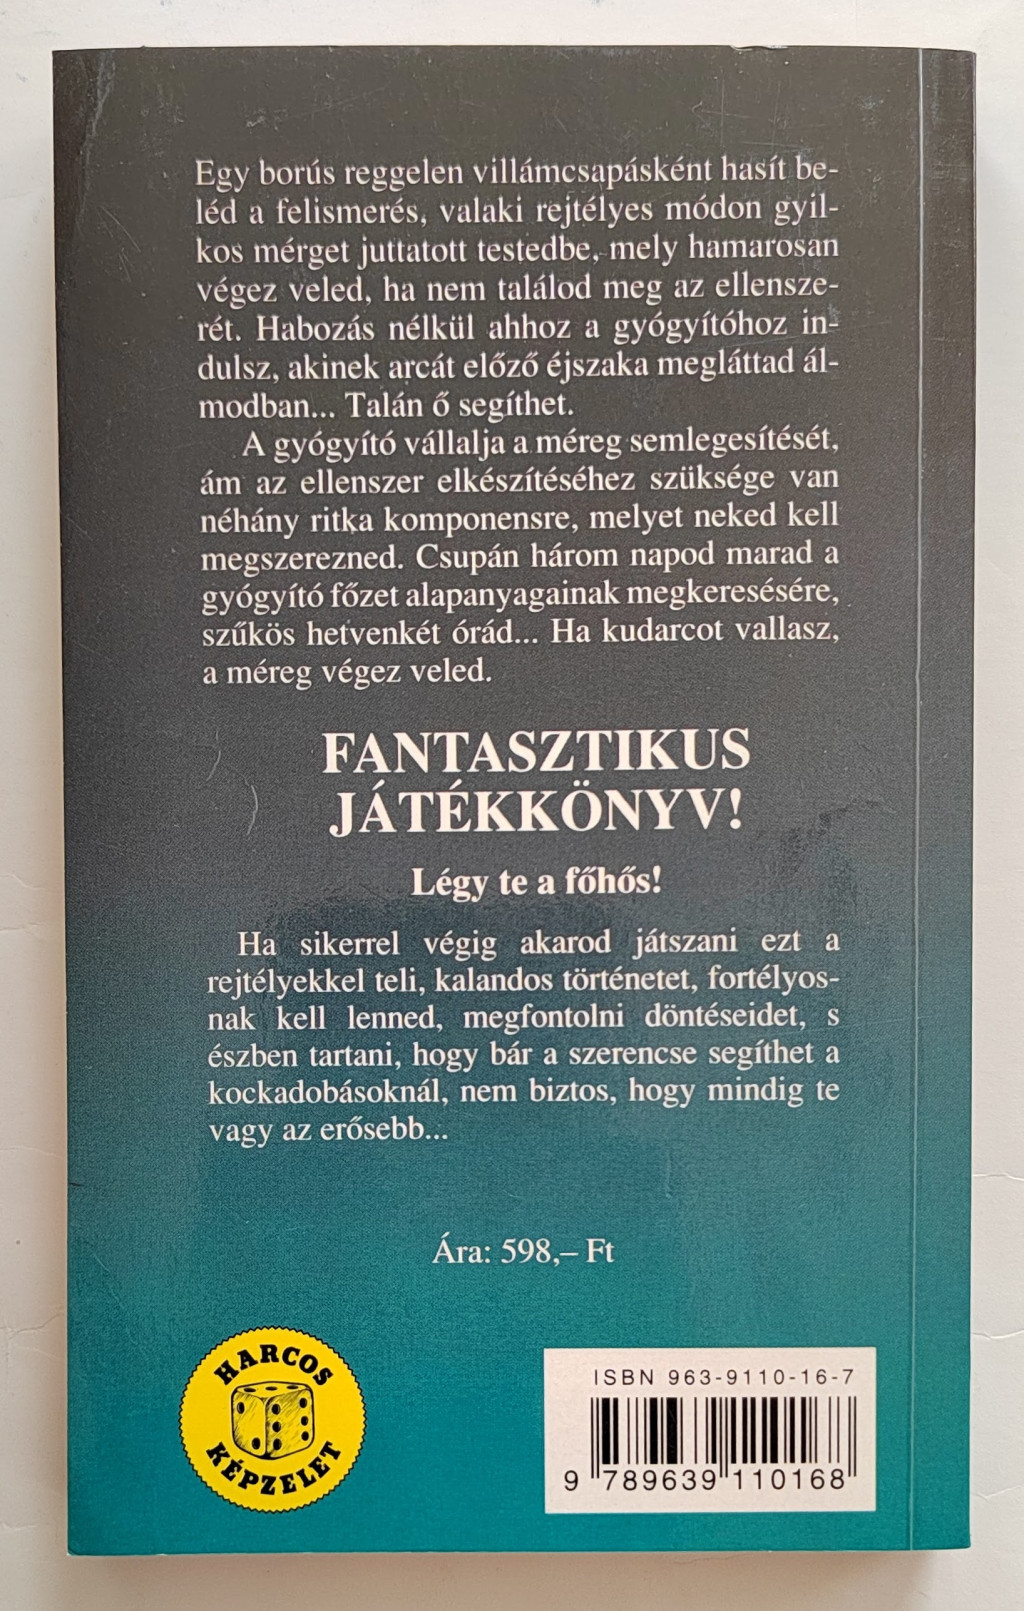 Egy borús reggelen villámcsapásként hasít be-
léd a felismerés, valaki rejtélyes módon gyil-
kos mérget juttatott testedbe, mely hamarosan
végez veled, ha nem találod meg az ellensze-
rét. Habozás nélkül ahhoz a gyógyítóhoz in-
dulsz, akinek arcát előző éjszaka megláttad ál-
modban... Talán ő segíthet.
A gyógyító vállalja a méreg semlegesítését,
ám az ellenszer elkészítéséhez szüksége van
néhány ritka komponensre, melyet neked kell
megszerezned. Csupán három napod marad a
gyógyító főzet alapanyagainak megkeresésére,
szűkös hetvenkét órád... Ha kudarcot vallasz,
a méreg végez veled.
FANTASZTIKUS
JÁTÉKKÖNYV!
Légy te a főhős!
Ha sikerrel végig akarod játszani ezt a
rejtélyekkel teli, kalandos történetet, fortélyos-
nak kell lenned, megfontolni döntéseidet, s
észben tartani, hogy bár a szerencse segíthet a
kockadobásoknál, nem biztos, hogy mindig te
vagy az erősebb...
Ára: 598,– Ft
HARCOS
KÉPZELET
ISBN 963-9110-16-7
9 789639 110168